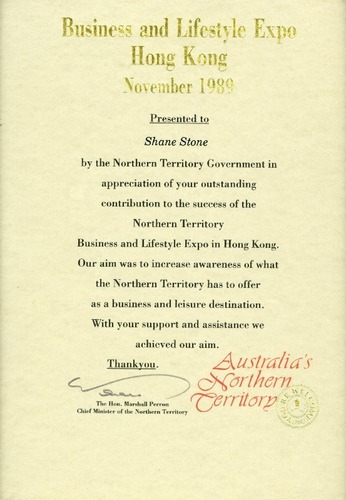 Business and Lifestyle Expo
Hong Kong
November 1989
Presented to
Shane Stone
by the Northern Territory Government in
appreciation of your outstanding
contribution to the success of the
Northern Territory
Business and Lifestyle Expo in Hong Kong.
Our aim was to increase awareness of what
the Northern Territory has to offer
as a business and leisure destination.
With your support and assistance we
achieved our aim.
Thankyou.
Australia's
Northern
Territory
The Hon. Marshall Perron
Chief Minister of the Northern Territory